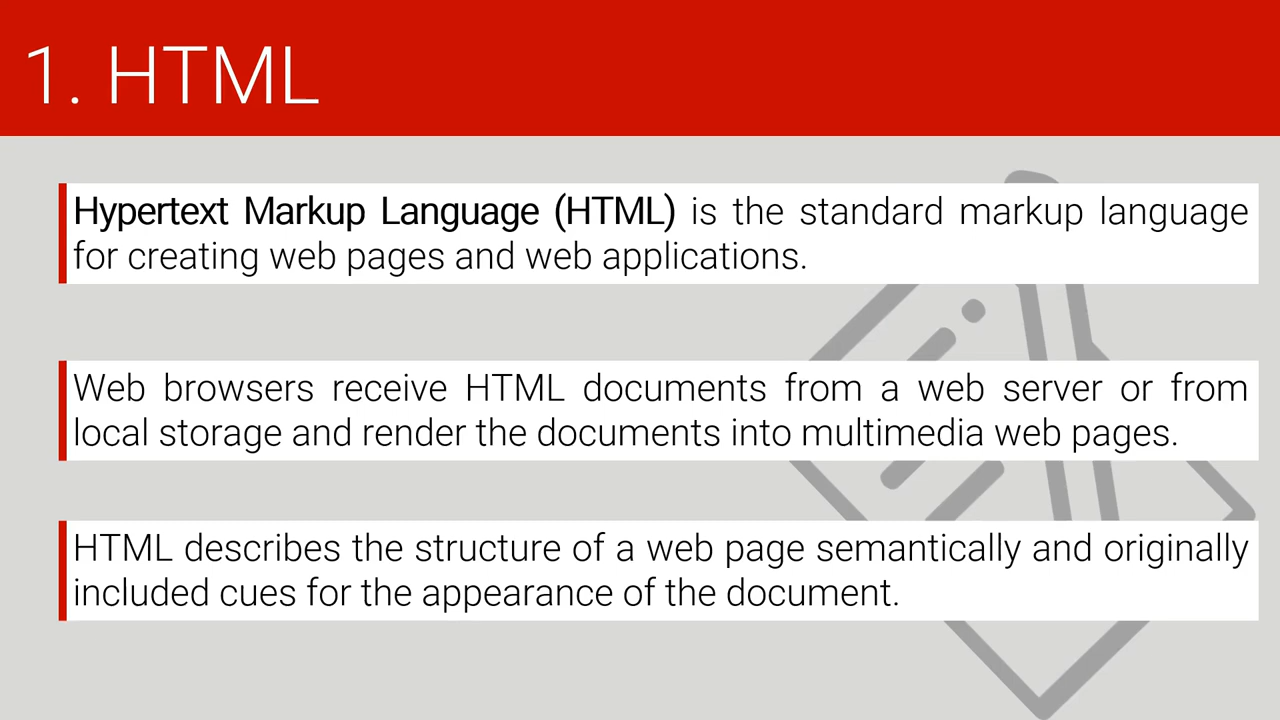 1. HTML
Hypertext Markup Language (HTML) is the standard markup language
for creating web pages and web applications.
Web browsers receive HTML documents from a web server or from
local storage and render the documents into multimedia web pages.
HTML describes the structure of a web page semantically and originally
included cues for the appearance of the document.